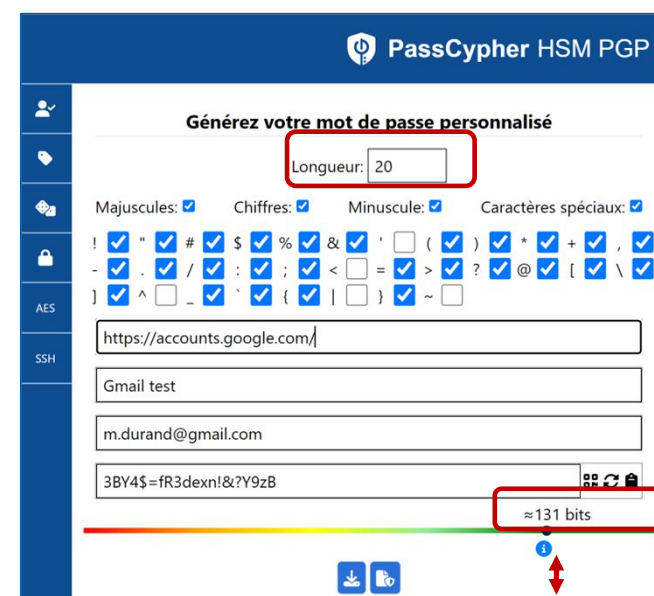 PassCypher HSM PGP
Générez votre mot de passe personnalisé
Longueur: 20
Majuscules: Chiffres: Minuscule: Caractères spéciaux:
! " # $ % & ' ( ) * + ,
- . / : ; < = > ? @ [ \
] ^ _ ` { | } ~
AES
https://accounts.google.com/
SSH
Gmail test
m.durand@gmail.com
3BY4$=fR3dexn!&?Y9zB
≈131 bits